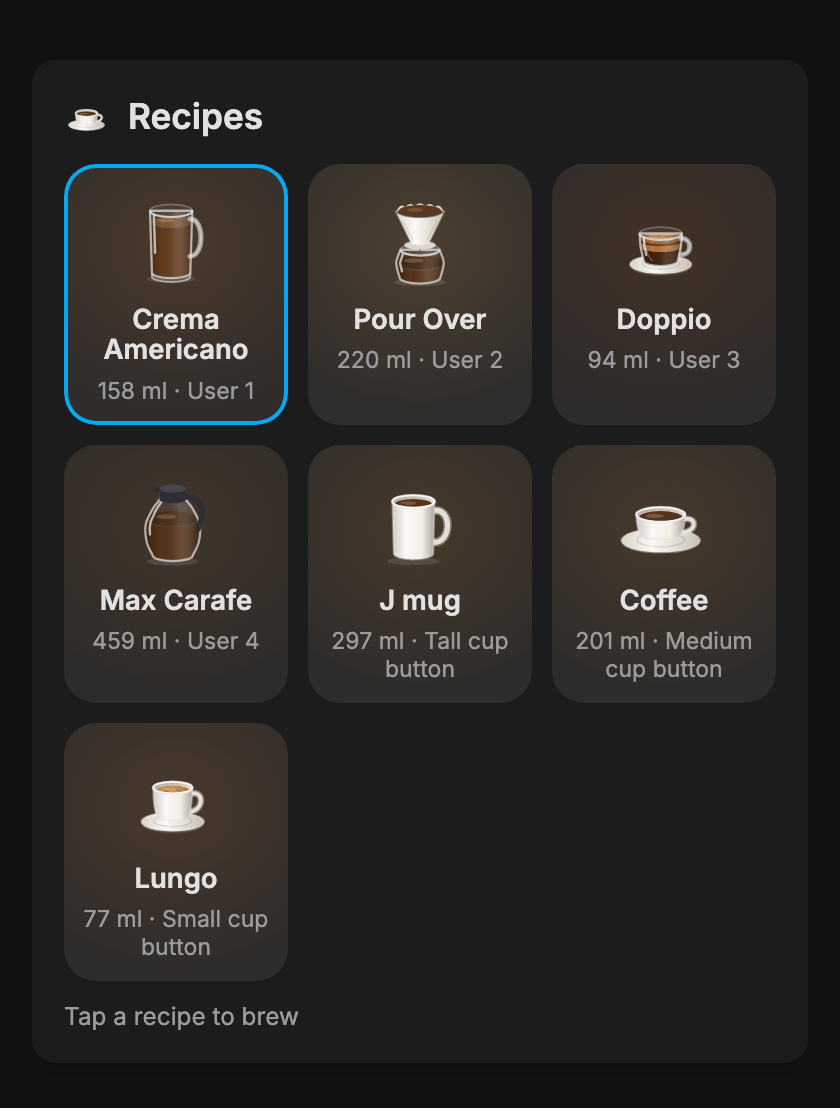 Recipes
Crema
Americano
158 ml · User 1
Pour Over
220 ml · User 2
Doppio
94 ml · User 3
Max Carafe
459 ml · User 4
J mug
297 ml · Tall cup
button
Coffee
201 ml · Medium
cup button
Lungo
77 ml · Small cup
button
Tap a recipe to brew